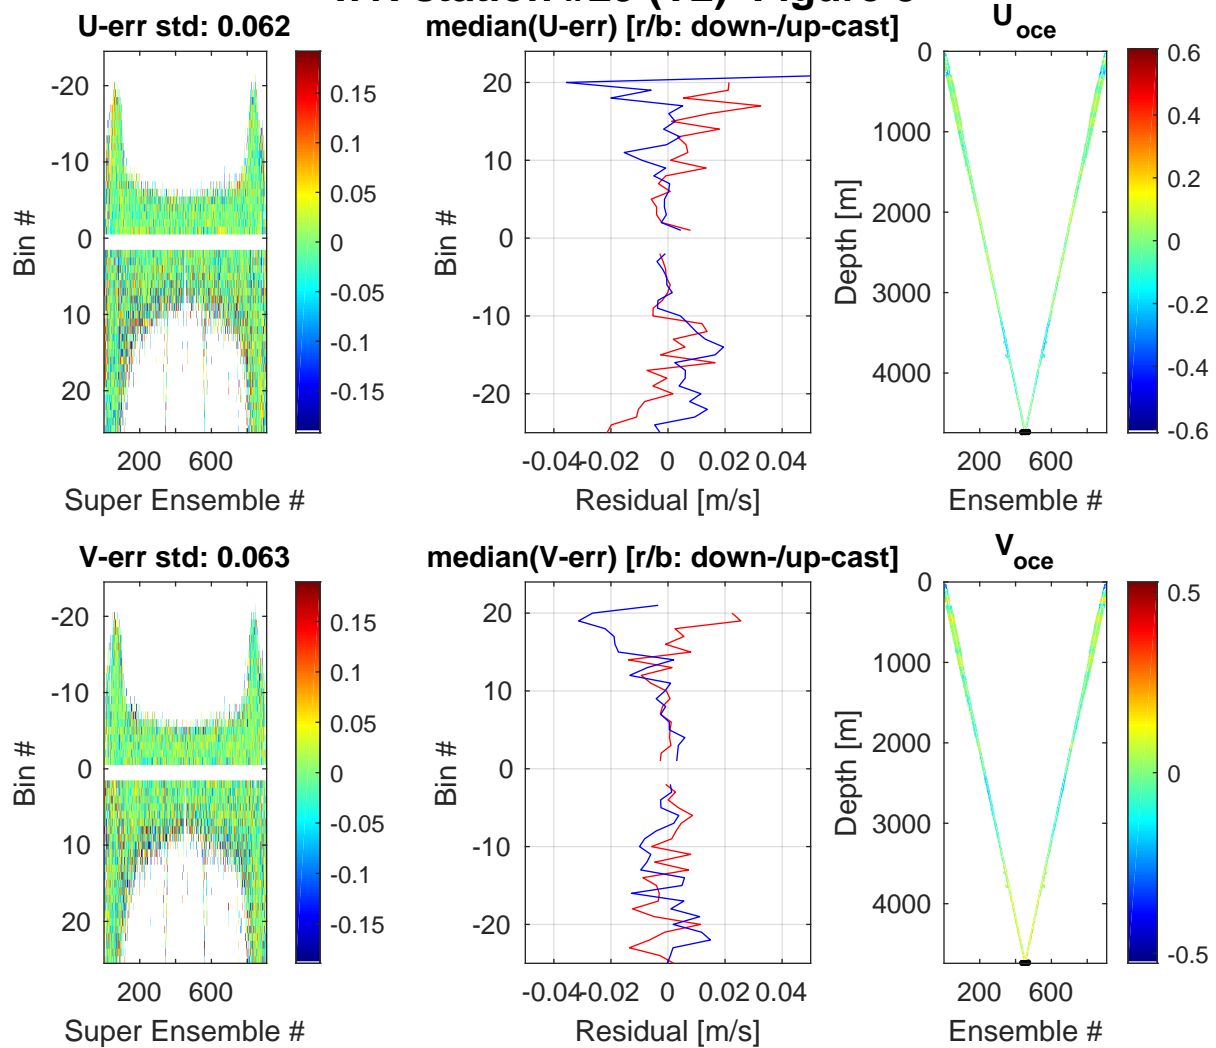 U-err std: 0.062
median(U-err) [r/b: down-/up-cast]
U oce
-20
-10
0
10
20
Bin #
200 600
Super Ensemble #
0.15
0.1
0.05
0
-0.05
-0.1
-0.15
20
10
0
-10
-20
Bin #
-0.04 -0.02 0 0.02 0.04
Residual [m/s]
0
1000
2000
3000
4000
Depth [m]
200 600
Ensemble #
0.6
0.4
0.2
0
-0.2
-0.4
-0.6
V-err std: 0.063
median(V-err) [r/b: down-/up-cast]
V oce
-20
-10
0
10
20
Bin #
200 600
Super Ensemble #
0.15
0.1
0.05
0
-0.05
-0.1
-0.15
20
10
0
-10
-20
Bin #
-0.04 -0.02 0 0.02 0.04
Residual [m/s]
0
1000
2000
3000
4000
Depth [m]
200 600
Ensemble #
0.5
0
-0.5